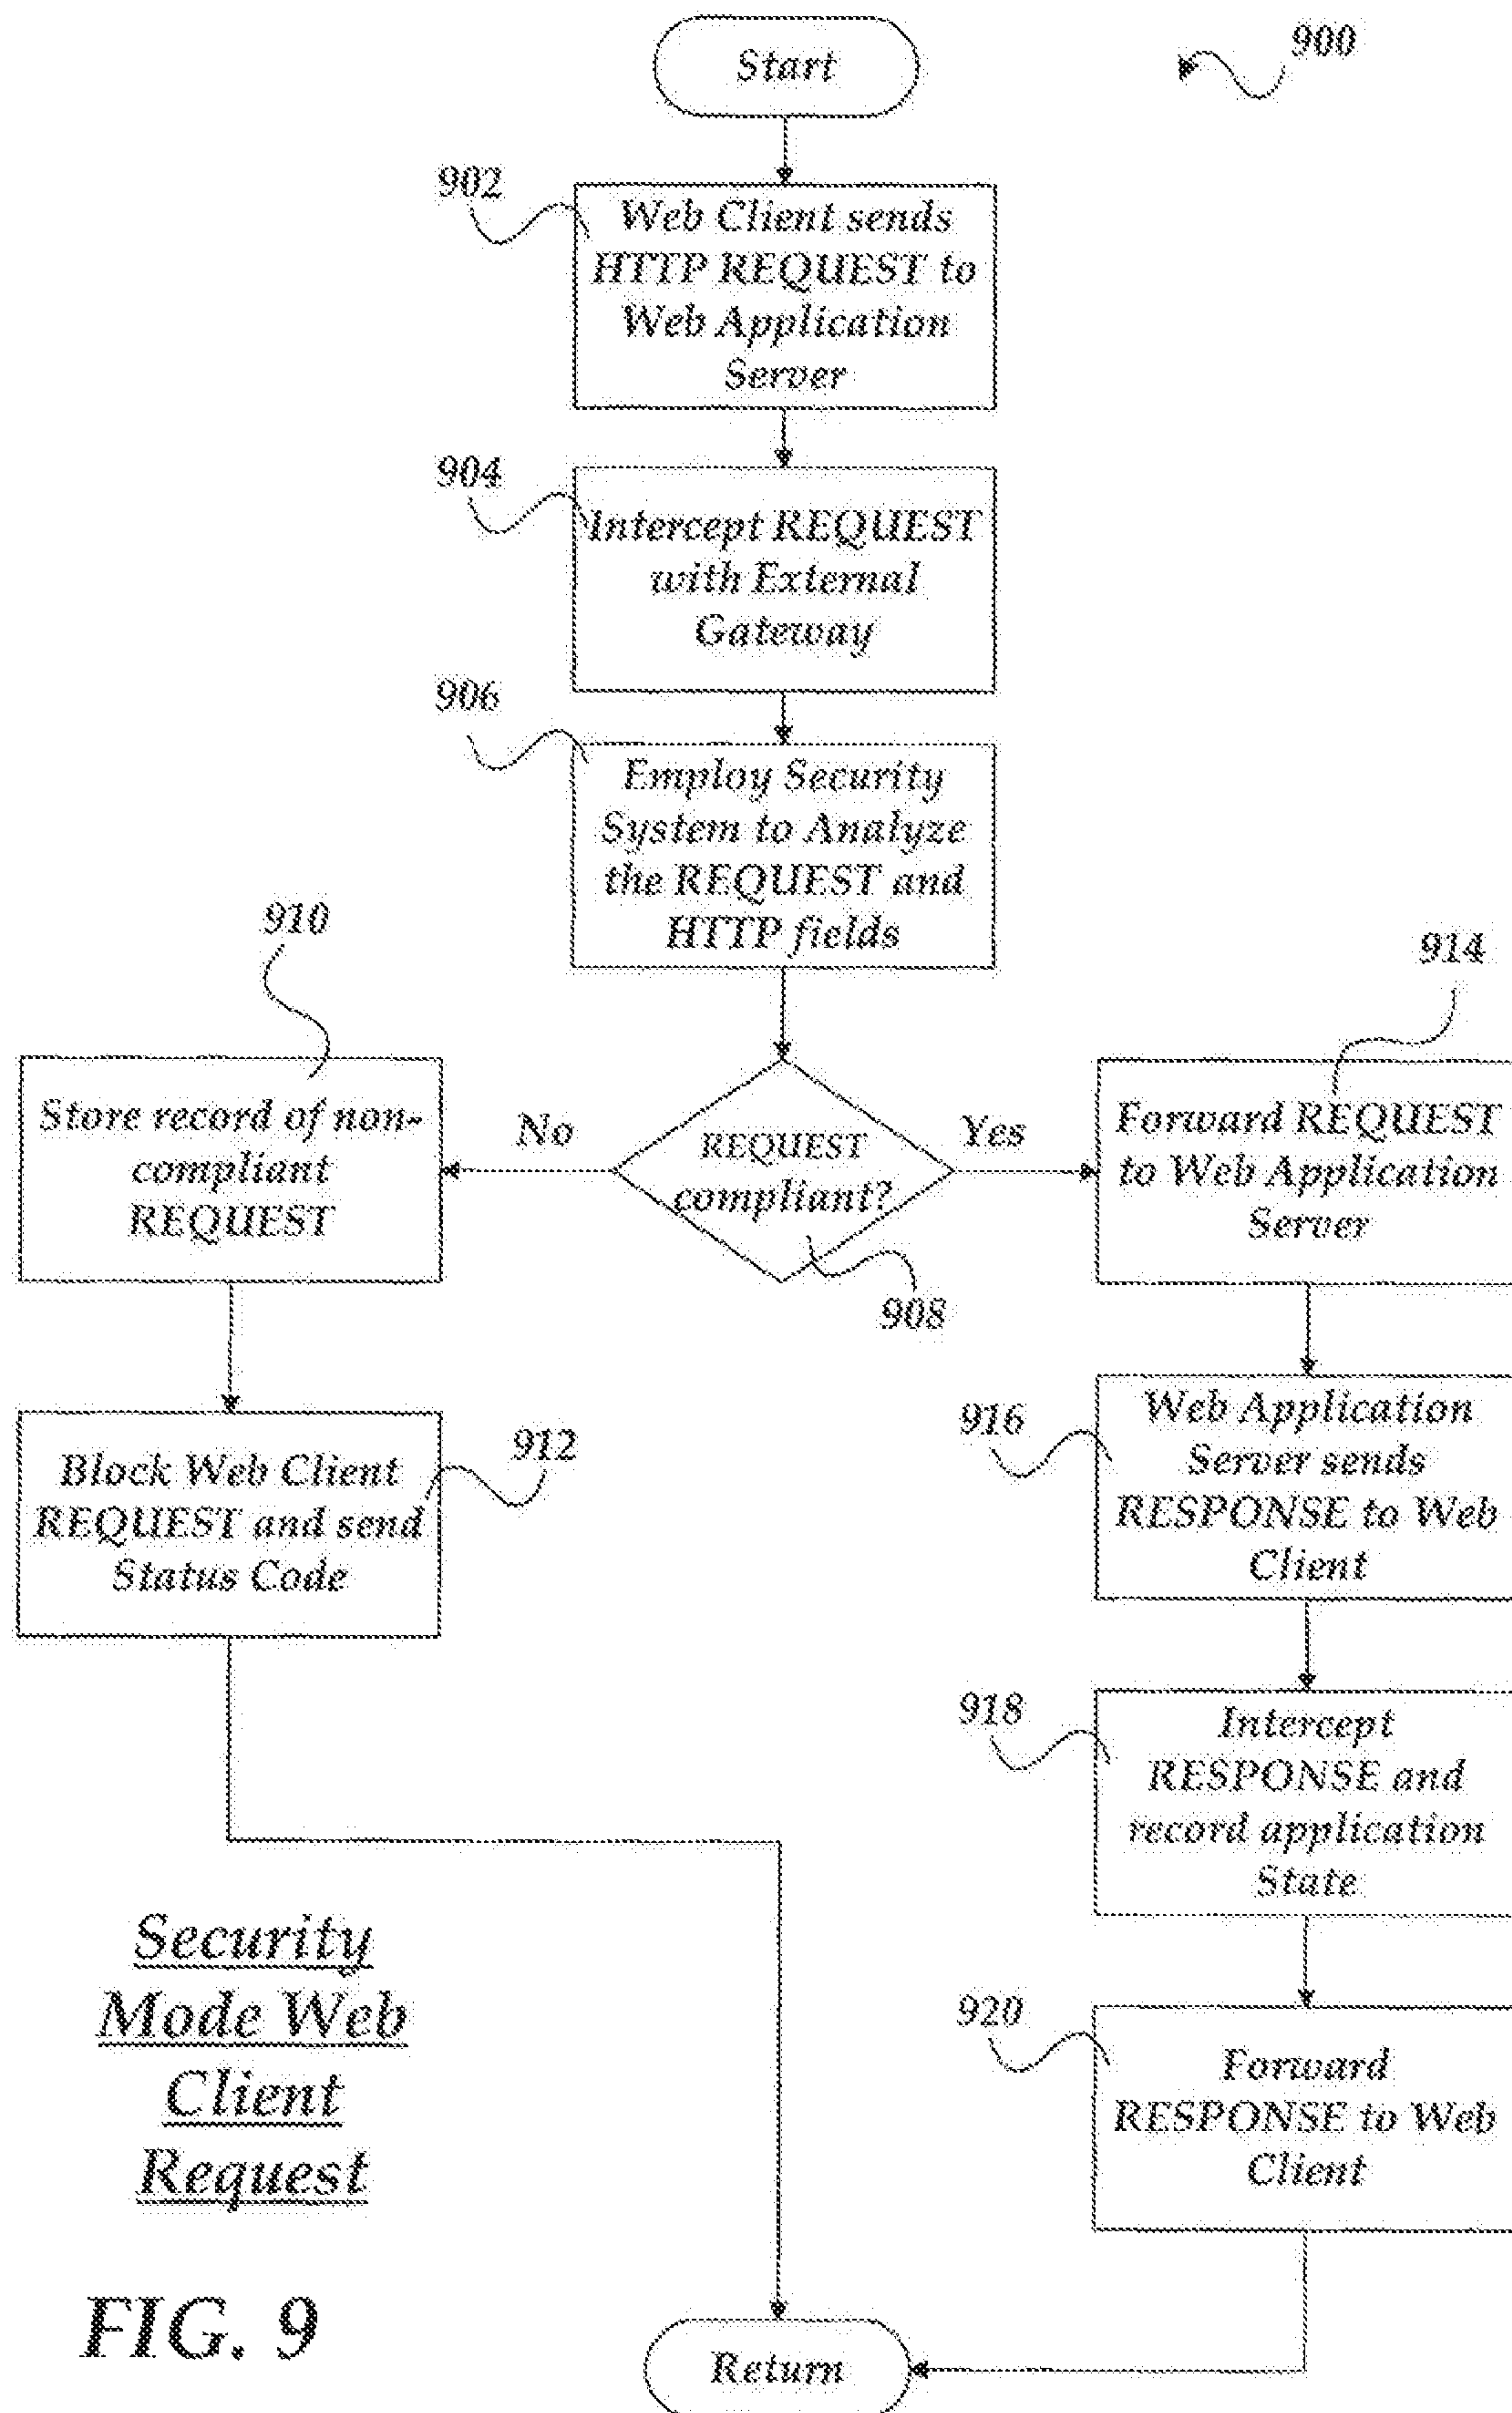 Start
900
902
Web Client sends
HTTP REQUEST to
Web Application
Server
904
Intercept REQUEST
with External
Gateway
906
Employ Security
System to Analyze
the REQUEST and
HTTP fields
910
914
Store record of non-
compliant
REQUEST
No
REQUEST
compliant?
Yes
908
Forward REQUEST
to Web Application
Server
912
Block Web Client
REQUEST and send
Status Code
916
Web Application
Server sends
RESPONSE to Web
Client
918
Intercept
RESPONSE and
record application
State
920
Forward
RESPONSE to Web
Client
Security
Mode Web
Client
Request
FIG. 9
Return